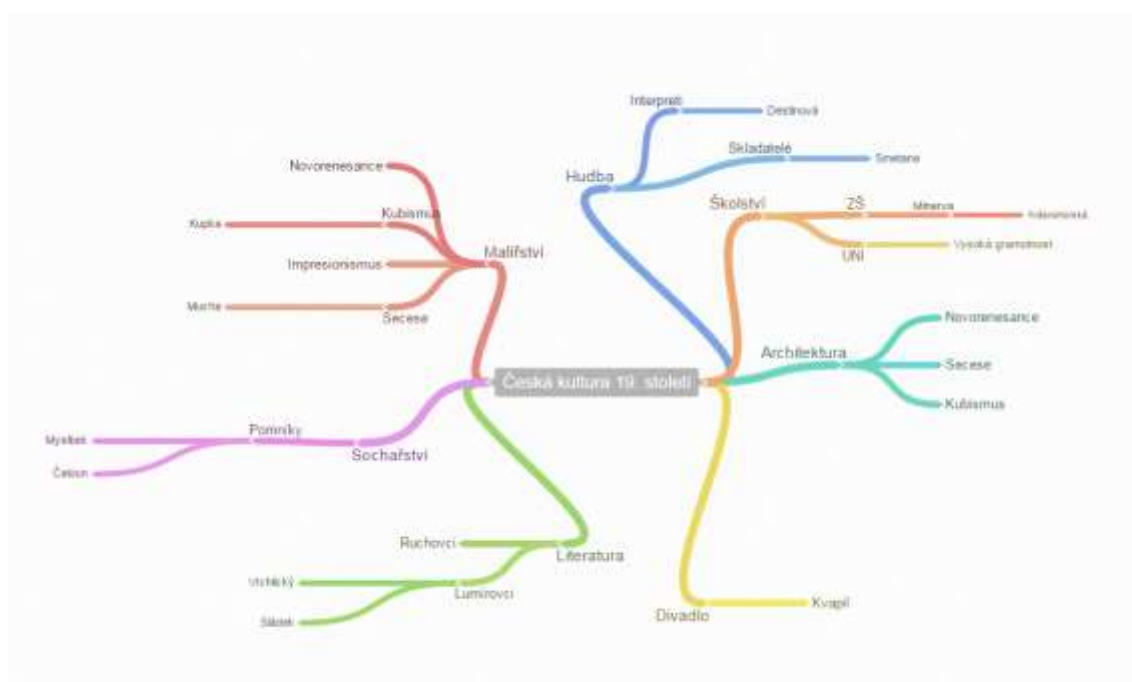 Česká kultura 19. století
Hudba
Interpreti
Destinová
Skladatelé
Smetana
Školství
ZŠ
Minerva
UNI
Vysoká gramotnost
Architektura
Novorenesance
Secese
Kubismus
Divadlo
Kvapil
Malířství
Novorenesance
Kubismus
Kupka
Impresionismus
Secese
Mucha
Sochařství
Pomníky
Myslbek
Literatura
Ruchovci
Lumírovci
Vrchlický
Sládek